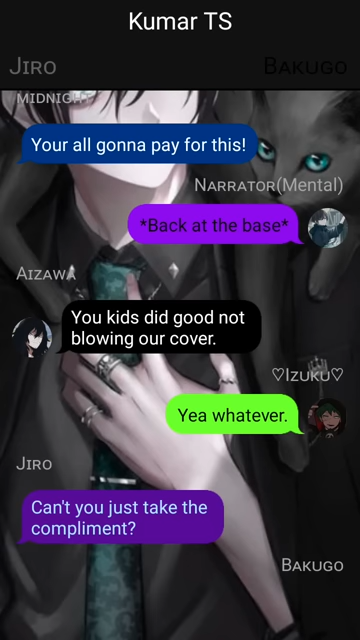 Kumar TS
Jiro
Bakugo
Midnight
Your all gonna pay for this!
Narrator(Mental)
*Back at the base*
Aizawa
You kids did good not
blowing our cover.
♡Izuku♡
Yea whatever.
Jiro
Can't you just take the
compliment?
Bakugo